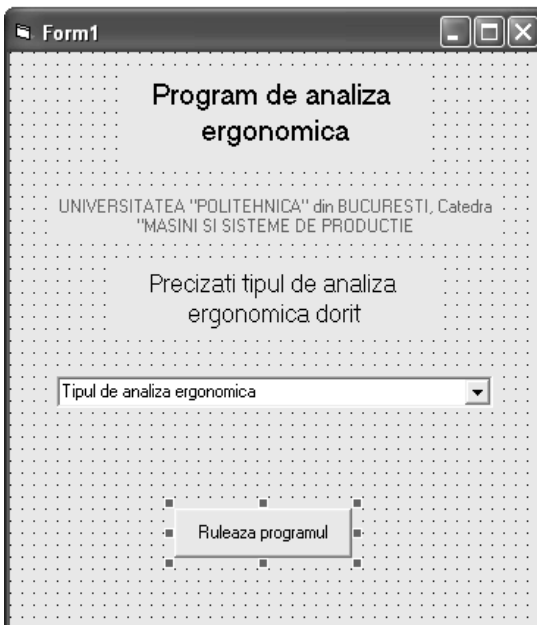 Form1
Program de analiza
ergonomica
UNIVERSITATEA "POLITEHNICA" din BUCURESTI, Catedra
"MASINI SI SISTEME DE PRODUCTIE
Precizati tipul de analiza
ergonomica dorit
Tipul de analiza ergonomica
Ruleaza programul